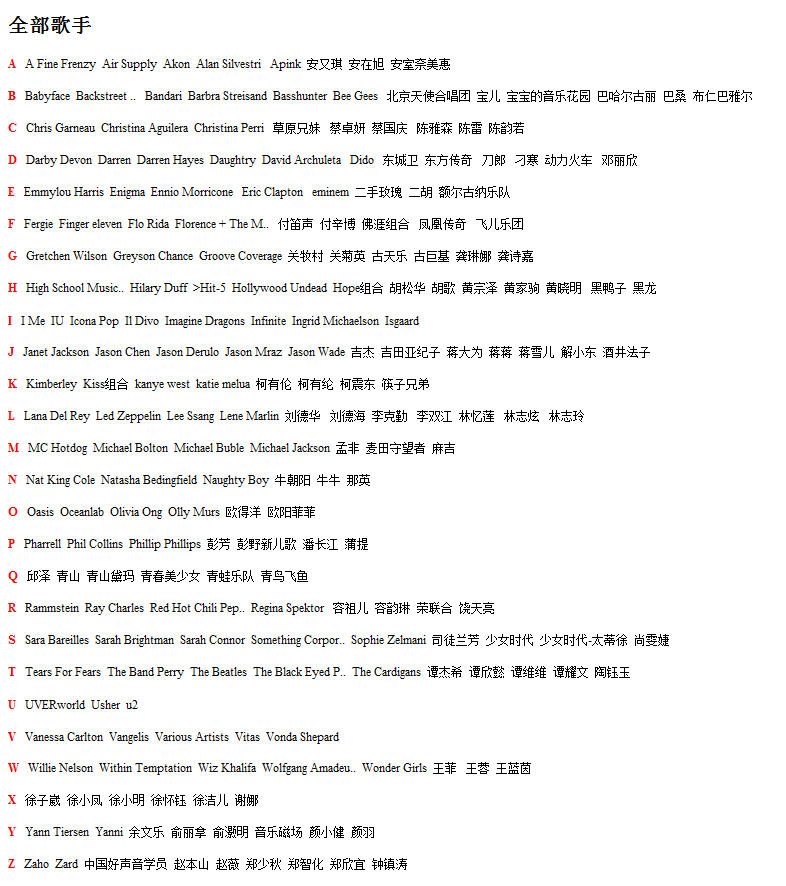 全部歌手
A A Fine Frenzy Air Supply Akon Alan Silvestri Apink 安又琪 安在旭 安室奈美惠
B Babyface Backstreet .. Bandari Barbra Streisand Basshunter Bee Gees 北京天使合唱团 宝儿 宝宝的音乐花园 巴哈尔古丽 巴桑 布仁巴雅尔
C Chris Garneau Christina Aguilera Christina Perri 草原兄妹 蔡卓妍 蔡国庆 陈雅森 陈雷 陈韵若
D Darby Devon Darren Darren Hayes Daughtry David Archuleta Dido 东城卫 东方传奇 刀郎 刁寒 动力火车 邓丽欣
E Emmylou Harris Enigma Ennio Morricone Eric Clapton eminem 二手玫瑰 二胡 额尔古纳乐队
F Fergie Finger eleven Flo Rida Florence + The M.. 付笛声 付辛博 佛涯组合 凤凰传奇 飞儿乐团
G Gretchen Wilson Greyson Chance Groove Coverage 关牧村 关菊英 古天乐 古巨基 龚琳娜 龚诗嘉
H High School Music.. Hilary Duff >Hit-5 Hollywood Undead Hope组合 胡松华 胡歌 黄宗泽 黄家驹 黄晓明 黑鸭子 黑龙
I I Me IU Icona Pop Il Divo Imagine Dragons Infinite Ingrid Michaelson Isgaard
J Janet Jackson Jason Chen Jason Derulo Jason Mraz Jason Wade 吉杰 吉田亚纪子 蒋大为 蒋蒋 蒋雪儿 解小东 酒井法子
K Kimberley Kiss组合 kanye west katie melua 柯有伦 柯有纶 柯震东 筷子兄弟
L Lana Del Rey Led Zeppelin Lee Ssang Lene Marlin 刘德华 刘德海 李克勤 李双江 林忆莲 林志炫 林志玲
M MC Hotdog Michael Bolton Michael Buble Michael Jackson 孟非 麦田守望者 麻吉
N Nat King Cole Natasha Bedingfield Naughty Boy 牛朝阳 牛牛 那英
O Oasis Oceanlab Olivia Ong Olly Murs 欧得洋 欧阳菲菲
P Pharrell Phil Collins Phillip Phillips 彭芳 彭野新儿歌 潘长江 蒲提
Q 邱泽 青山 青山黛玛 青春美少女 青蛙乐队 青鸟飞鱼
R Rammstein Ray Charles Red Hot Chili Pep.. Regina Spektor 容祖儿 容韵琳 荣联合 饶天亮
S Sara Bareilles Sarah Brightman Sarah Connor Something Corpor.. Sophie Zelmani 司徒兰芳 少女时代 少女时代-太蒂徐 尚雯婕
T Tears For Fears The Band Perry The Beatles The Black Eyed P.. The Cardigans 谭杰希 谭欣懿 谭维维 谭耀文 陶钰玉
U UVERworld Usher u2
V Vanessa Carlton Vangelis Various Artists Vitas Vonda Shepard
W Willie Nelson Within Temptation Wiz Khalifa Wolfgang Amadeu.. Wonder Girls 王菲 王蓉 王蓝茵
X 徐子崴 徐小凤 徐小明 徐怀钰 徐洁儿 谢娜
Y Yann Tiersen Yanni 余文乐 俞丽拿 俞灏明 音乐磁场 颜小健 颜羽
Z Zaho Zard 中国好声音学员 赵本山 赵薇 郑少秋 郑智化 郑欣宜 钟镇涛